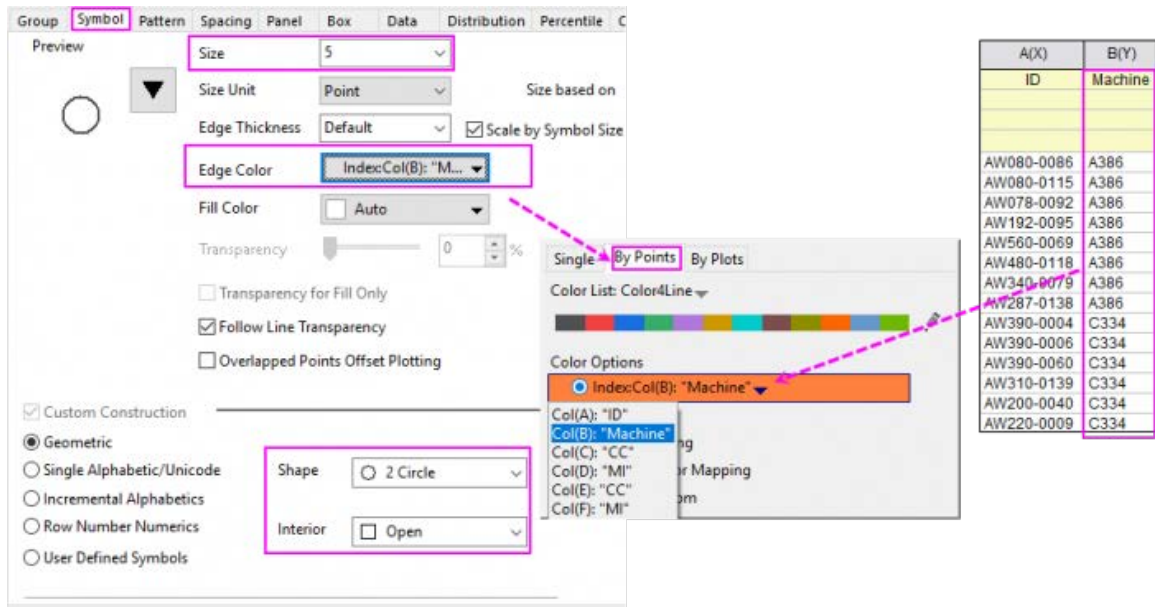 Group Symbol Pattern Spacing Panel Box Data Distribution Percentile C
Preview
Size 5
Size Unit Point Size based on
Edge Thickness Default Scale by Symbol Size
Edge Color Index:Col(B): "M...
Fill Color Auto
Transparency 0 %
Transparency for Fill Only
Follow Line Transparency
Overlapped Points Offset Plotting
Custom Construction
Geometric
Single Alphabetic/Unicode
Incremental Alphabetics
Row Number Numerics
User Defined Symbols
Shape 2 Circle
Interior Open
Single By Points By Plots
Color List: Color4Line
Color Options
Index:Col(B): "Machine"
Col(A): "ID"
Col(B): "Machine"
Col(C): "CC"
Col(D): "MI"
Col(E): "CC"
Col(F): "MI"
ng
r Mapping
om
A(X) B(Y)
ID Machine
AW080-0086 A386
AW080-0115 A386
AW078-0092 A386
AW192-0095 A386
AW560-0069 A386
AW480-0118 A386
AW340-0079 A386
AW287-0138 A386
AW390-0004 C334
AW390-0006 C334
AW390-0060 C334
AW310-0139 C334
AW200-0040 C334
AW220-0009 C334